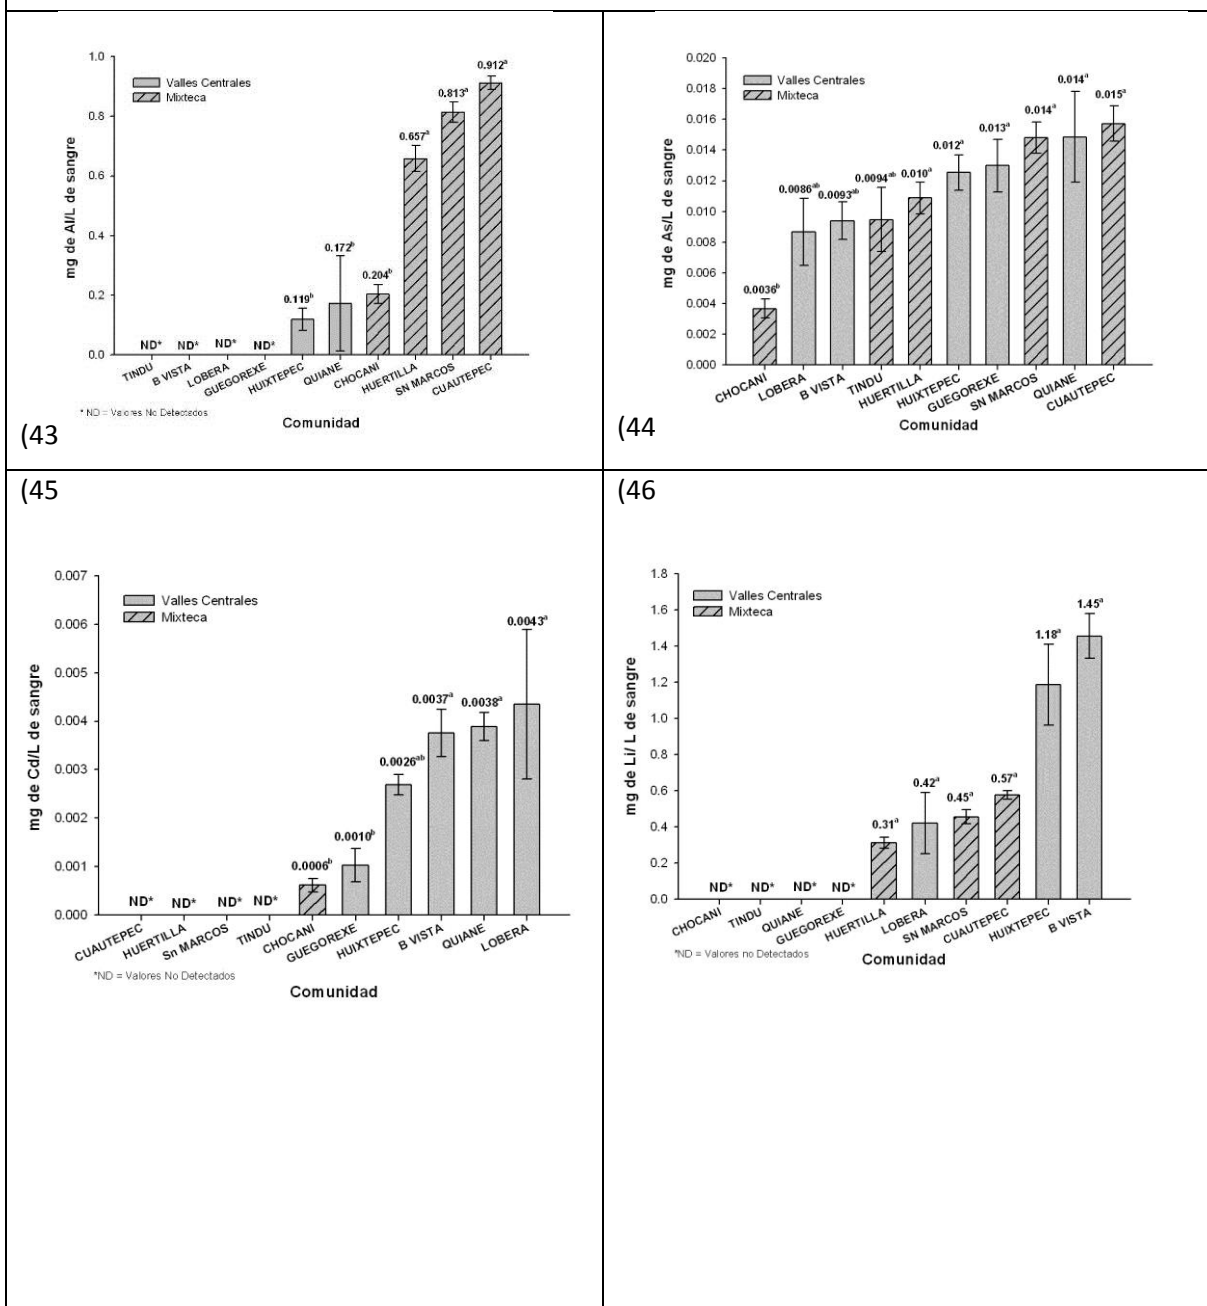 1.0
0.8
0.6
0.4
0.2
0.0
mg de Al/L de sangre
Valles Centrales
Mixteca
ND*
ND*
ND*
ND*
0.119b
0.172b
0.204b
0.657a
0.813a
0.912a
TINDU
B VISTA
LOBERA
GUEGOREXE
HUIXTEPEC
QUIANE
CHOCANI
HUERTILLA
SN MARCOS
CUAUTEPEC
* ND = Valores No Detectados
Comunidad
(43
0.020
0.018
0.016
0.014
0.012
0.010
0.008
0.006
0.004
0.002
0.000
mg de As/L de sangre
Valles Centrales
Mixteca
0.0036b
0.0086ab
0.0093ab
0.0094ab
0.010a
0.012a
0.013a
0.014a
0.014a
0.015a
CHOCANI
LOBERA
B VISTA
TINDU
HUERTILLA
HUIXTEPEC
GUEGOREXE
SN MARCOS
QUIANE
CUAUTEPEC
Comunidad
(44
(45
0.007
0.006
0.005
0.004
0.003
0.002
0.001
0.000
mg de Cd/L de sangre
Valles Centrales
Mixteca
ND*
ND*
ND*
ND*
0.0006b
0.0010b
0.0026ab
0.0037a
0.0038a
0.0043a
CUAUTEPEC
HUERTILLA
Sn MARCOS
TINDU
CHOCANI
GUEGOREXE
HUIXTEPEC
B VISTA
QUIANE
LOBERA
*ND = Valores No Detectados
Comunidad
(46
1.8
1.6
1.4
1.2
1.0
0.8
0.6
0.4
0.2
0.0
mg de Li/ L de sangre
Valles Centrales
Mixteca
ND*
ND*
ND*
ND*
0.31a
0.42a
0.45a
0.57a
1.18a
1.45a
CHOCANI
TINDU
QUIANE
GUEGOREXE
HUERTILLA
LOBERA
SN MARCOS
CUAUTEPEC
HUIXTEPEC
B VISTA
*ND = Valores no Detectados
Comunidad